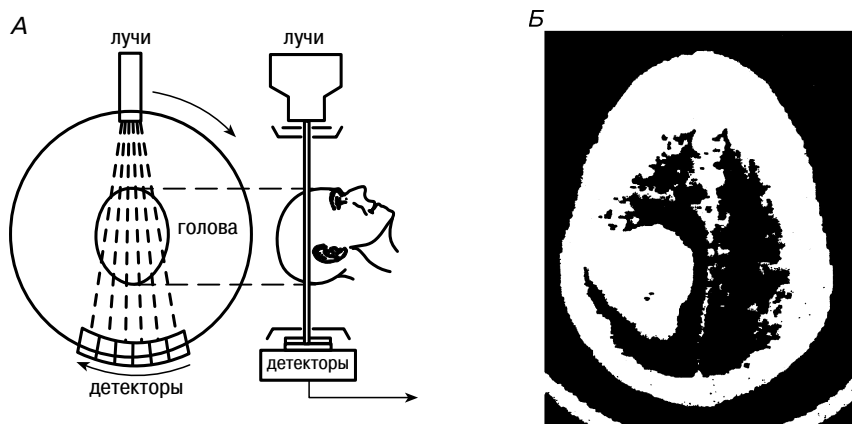 А
лучи
голова
детекторы
лучи
детекторы
Б